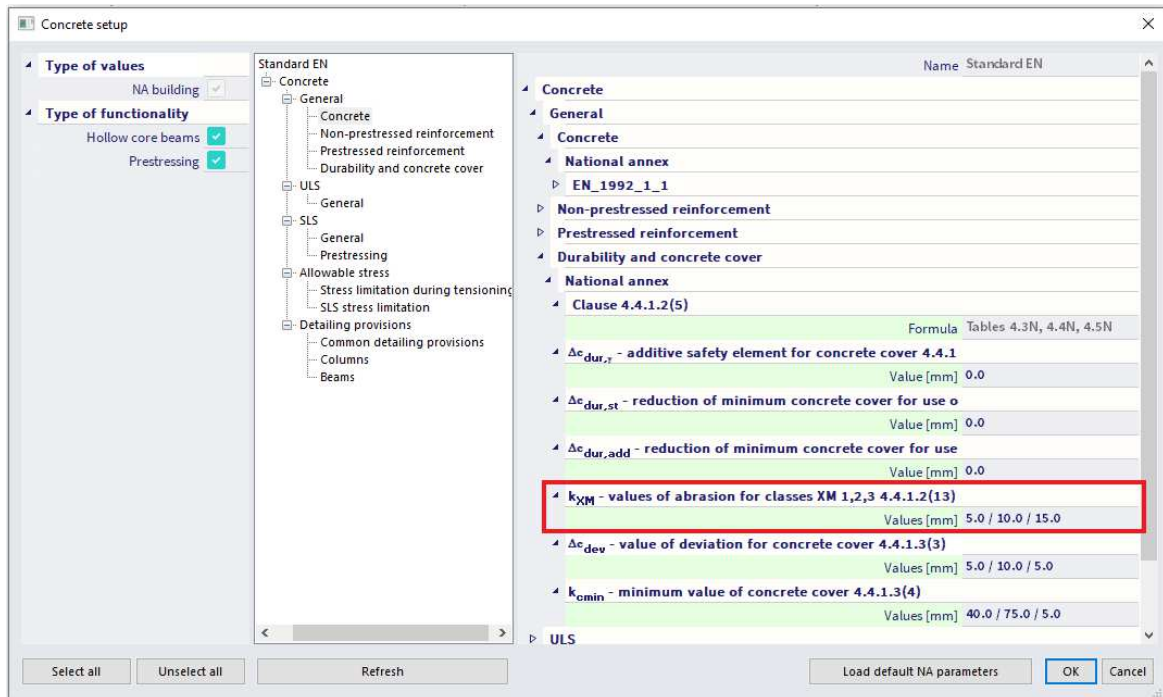 Concrete setup
Type of values
NA building
Type of functionality
Hollow core beams
Prestressing
Standard EN
Concrete
General
Concrete
Non-prestressed reinforcement
Prestressed reinforcement
Durability and concrete cover
ULS
General
SLS
General
Prestressing
Allowable stress
Stress limitation during tensioning
SLS stress limitation
Detailing provisions
Common detailing provisions
Columns
Beams
Name Standard EN
Concrete
General
Concrete
National annex
EN_1992_1_1
Non-prestressed reinforcement
Prestressed reinforcement
Durability and concrete cover
National annex
Clause 4.4.1.2(5)
Formula Tables 4.3N, 4.4N, 4.5N
Δc dur,γ - additive safety element for concrete cover 4.4.1
Value [mm] 0.0
Δc dur,st - reduction of minimum concrete cover for use o
Value [mm] 0.0
Δc dur,add - reduction of minimum concrete cover for use
Value [mm] 0.0
k XM - values of abrasion for classes XM 1,2,3 4.4.1.2(13)
Values [mm] 5.0 / 10.0 / 15.0
Δc dev - value of deviation for concrete cover 4.4.1.3(3)
Values [mm] 5.0 / 10.0 / 5.0
k cmin - minimum value of concrete cover 4.4.1.3(4)
Values [mm] 40.0 / 75.0 / 5.0
ULS
Select all Unselect all Refresh Load default NA parameters OK Cancel